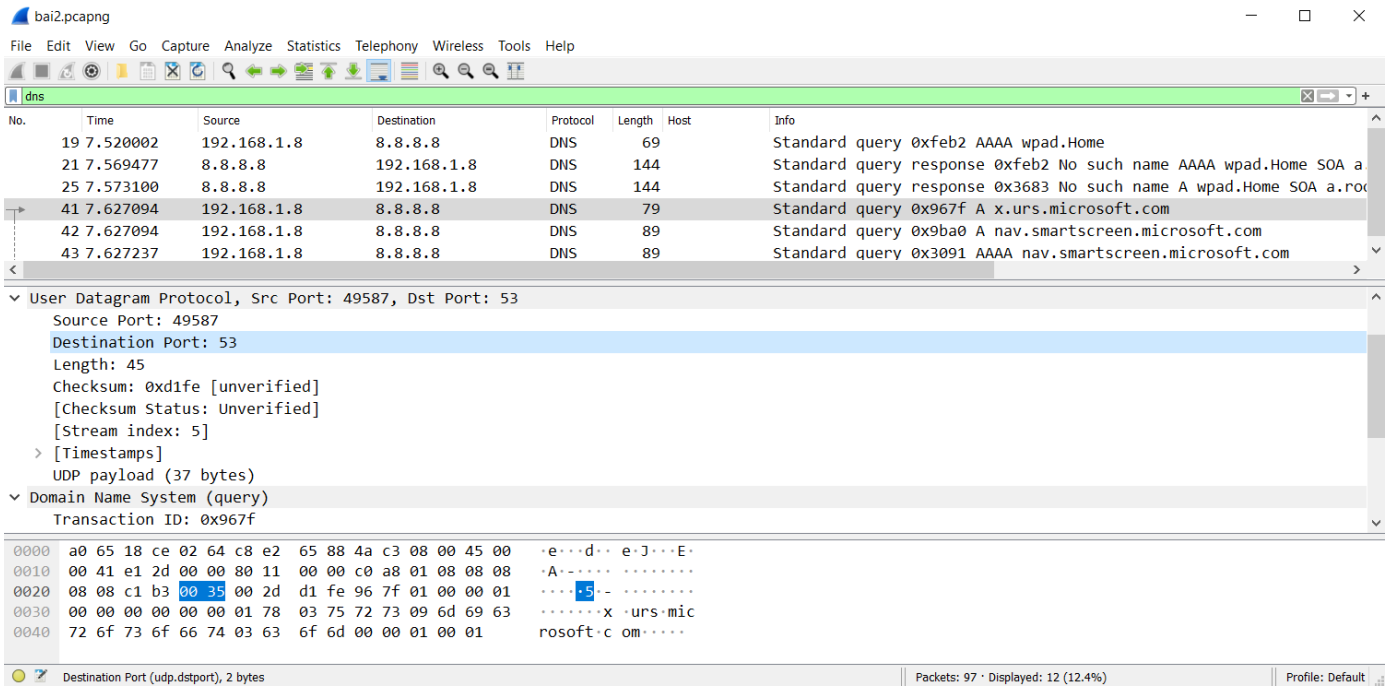 bai2.pcapng
File Edit View Go Capture Analyze Statistics Telephony Wireless Tools Help
dns
No. Time Source Destination Protocol Length Host Info
19 7.520002 192.168.1.8 8.8.8.8 DNS 69 Standard query 0xfeb2 AAAA wpad.Home
21 7.569477 8.8.8.8 192.168.1.8 DNS 144 Standard query response 0xfeb2 No such name AAAA wpad.Home SOA a.
25 7.573100 8.8.8.8 192.168.1.8 DNS 144 Standard query response 0x3683 No such name A wpad.Home SOA a.roo
41 7.627094 192.168.1.8 8.8.8.8 DNS 79 Standard query 0x967f A x.urs.microsoft.com
42 7.627094 192.168.1.8 8.8.8.8 DNS 89 Standard query 0x9ba0 A nav.smartscreen.microsoft.com
43 7.627237 192.168.1.8 8.8.8.8 DNS 89 Standard query 0x3091 AAAA nav.smartscreen.microsoft.com
User Datagram Protocol, Src Port: 49587, Dst Port: 53
Source Port: 49587
Destination Port: 53
Length: 45
Checksum: 0xd1fe [unverified]
[Checksum Status: Unverified]
[Stream index: 5]
[Timestamps]
UDP payload (37 bytes)
Domain Name System (query)
Transaction ID: 0x967f
0000 a0 65 18 ce 02 64 c8 e2 65 88 4a c3 08 00 45 00 ·e···d·· e·J···E·
0010 00 41 e1 2d 00 00 80 11 00 00 c0 a8 01 08 08 08 ·A·-···· ········
0020 08 08 c1 b3 00 35 00 2d d1 fe 96 7f 01 00 00 01 ·····5·- ········
0030 00 00 00 00 00 00 01 78 03 75 72 73 09 6d 69 63 ·······x ·urs·mic
0040 72 6f 73 6f 66 74 03 63 6f 6d 00 00 01 00 01 rosoft·c om·····
Destination Port (udp.dstport), 2 bytes Packets: 97 · Displayed: 12 (12.4%) Profile: Default